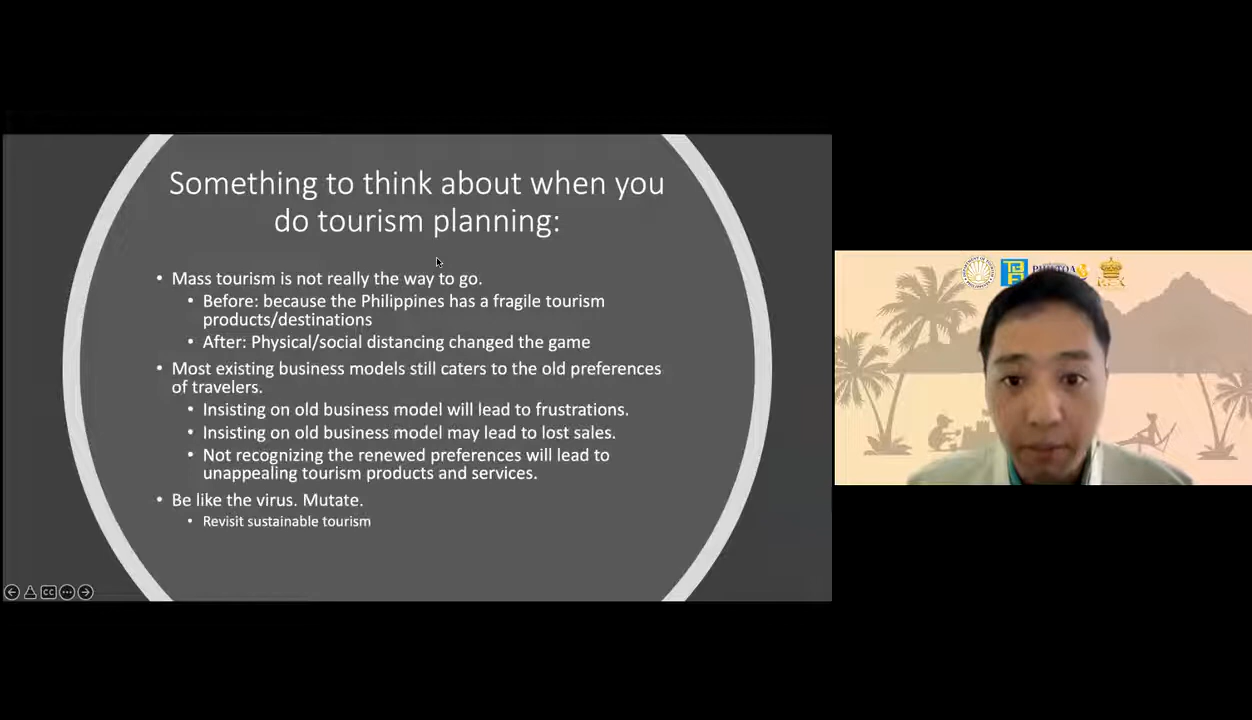 Something to think about when you
do tourism planning:
• Mass tourism is not really the way to go.
• Before: because the Philippines has a fragile tourism
products/destinations
• After: Physical/social distancing changed the game
• Most existing business models still caters to the old preferences
of travelers.
• Insisting on old business model will lead to frustrations.
• Insisting on old business model may lead to lost sales.
• Not recognizing the renewed preferences will lead to
unappealing tourism products and services.
• Be like the virus. Mutate.
• Revisit sustainable tourism
CC